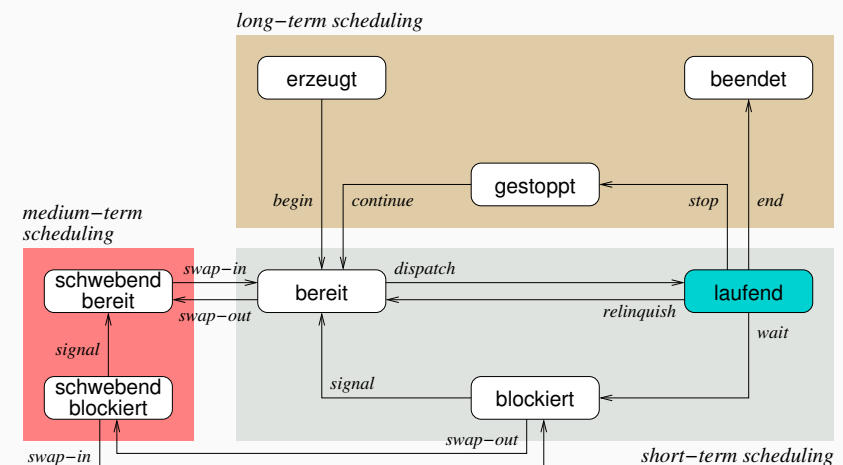 long−term scheduling
erzeugt
beendet
gestoppt
begin
continue
stop
end
medium−term
scheduling
swap−in
dispatch
schwebend
bereit
bereit
laufend
swap−out
relinquish
wait
signal
signal
schwebend
blockiert
blockiert
swap−out
swap−in
short−term scheduling